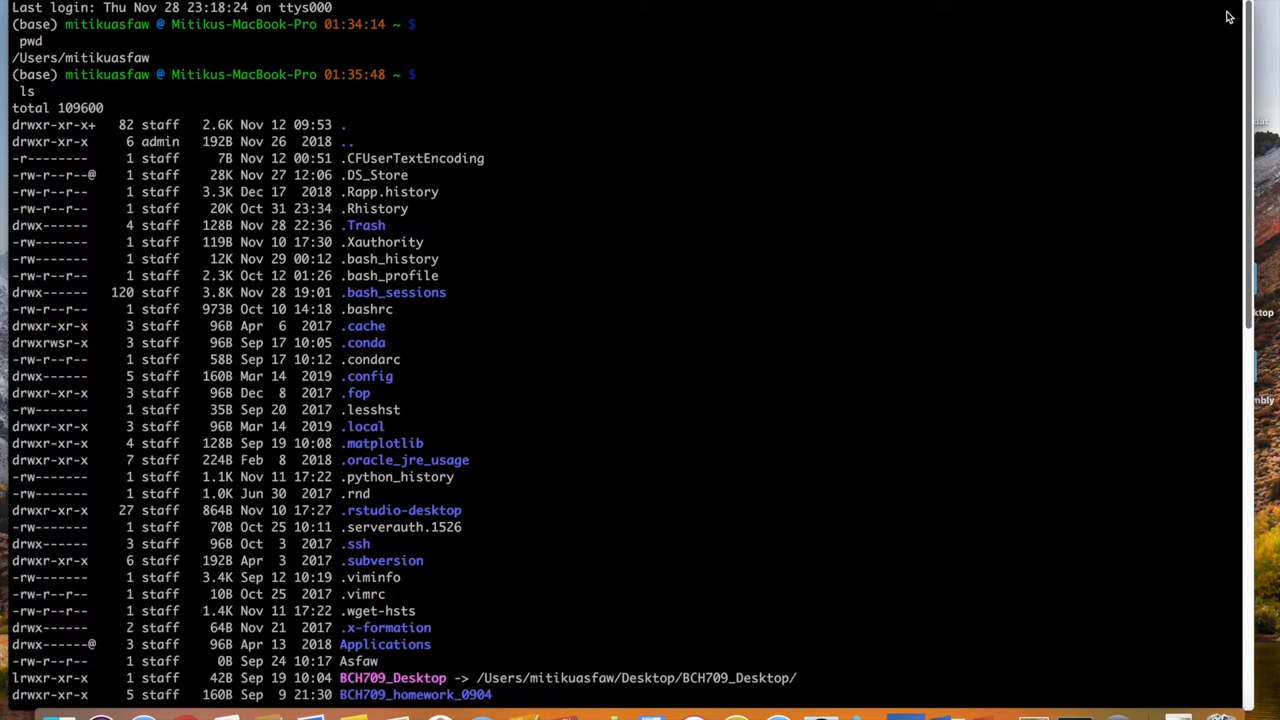 Last login: Thu Nov 28 23:18:24 on ttys000
(base) mitikuasfaw @ Mitikus-MacBook-Pro 01:34:14 ~ $
pwd
/Users/mitikuasfaw
(base) mitikuasfaw @ Mitikus-MacBook-Pro 01:35:48 ~ $
ls
total 109600
drwxr-xr-x+ 82 staff 2.6K Nov 12 09:53 .
drwxr-xr-x 6 admin 192B Nov 26 2018 ..
-r-------- 1 staff 7B Nov 12 00:51 .CFUserTextEncoding
-rw-r--r--@ 1 staff 28K Nov 27 12:06 .DS_Store
-rw-r--r-- 1 staff 3.3K Dec 17 2018 .Rapp.history
-rw-r--r-- 1 staff 20K Oct 31 23:34 .Rhistory
drwx------ 4 staff 128B Nov 28 22:36 .Trash
-rw------- 1 staff 119B Nov 10 17:30 .Xauthority
-rw------- 1 staff 12K Nov 29 00:12 .bash_history
-rw-r--r-- 1 staff 2.3K Oct 12 01:26 .bash_profile
drwx------ 120 staff 3.8K Nov 28 19:01 .bash_sessions
-rw-r--r-- 1 staff 973B Oct 10 14:18 .bashrc
drwxr-xr-x 3 staff 96B Apr 6 2017 .cache
drwxrwsr-x 3 staff 96B Sep 17 10:05 .conda
-rw-r--r-- 1 staff 58B Sep 17 10:12 .condarc
drwx------ 5 staff 160B Mar 14 2019 .config
drwxr-xr-x 3 staff 96B Dec 8 2017 .fop
-rw------- 1 staff 35B Sep 20 2017 .lesshst
drwxr-xr-x 3 staff 96B Mar 14 2019 .local
drwxr-xr-x 4 staff 128B Sep 19 10:08 .matplotlib
drwxr-xr-x 7 staff 224B Feb 8 2018 .oracle_jre_usage
-rw------- 1 staff 1.1K Nov 11 17:22 .python_history
-rw------- 1 staff 1.0K Jun 30 2017 .rnd
drwxr-xr-x 27 staff 864B Nov 10 17:27 .rstudio-desktop
-rw------- 1 staff 70B Oct 25 10:11 .serverauth.1526
drwx------ 3 staff 96B Oct 3 2017 .ssh
drwxr-xr-x 6 staff 192B Apr 3 2017 .subversion
-rw------- 1 staff 3.4K Sep 12 10:19 .viminfo
-rw-r--r-- 1 staff 10B Oct 25 2017 .vimrc
-rw------- 1 staff 1.4K Nov 11 17:22 .wget-hsts
drwx------ 2 staff 64B Nov 21 2017 .x-formation
drwx------@ 3 staff 96B Apr 13 2018 Applications
-rw-r--r-- 1 staff 0B Sep 24 10:17 Asfaw
lrwxr-xr-x 1 staff 42B Sep 19 10:04 BCH709_Desktop -> /Users/mitikuasfaw/Desktop/BCH709_Desktop/
drwxr-xr-x 5 staff 160B Sep 9 21:30 BCH709_homework_0904